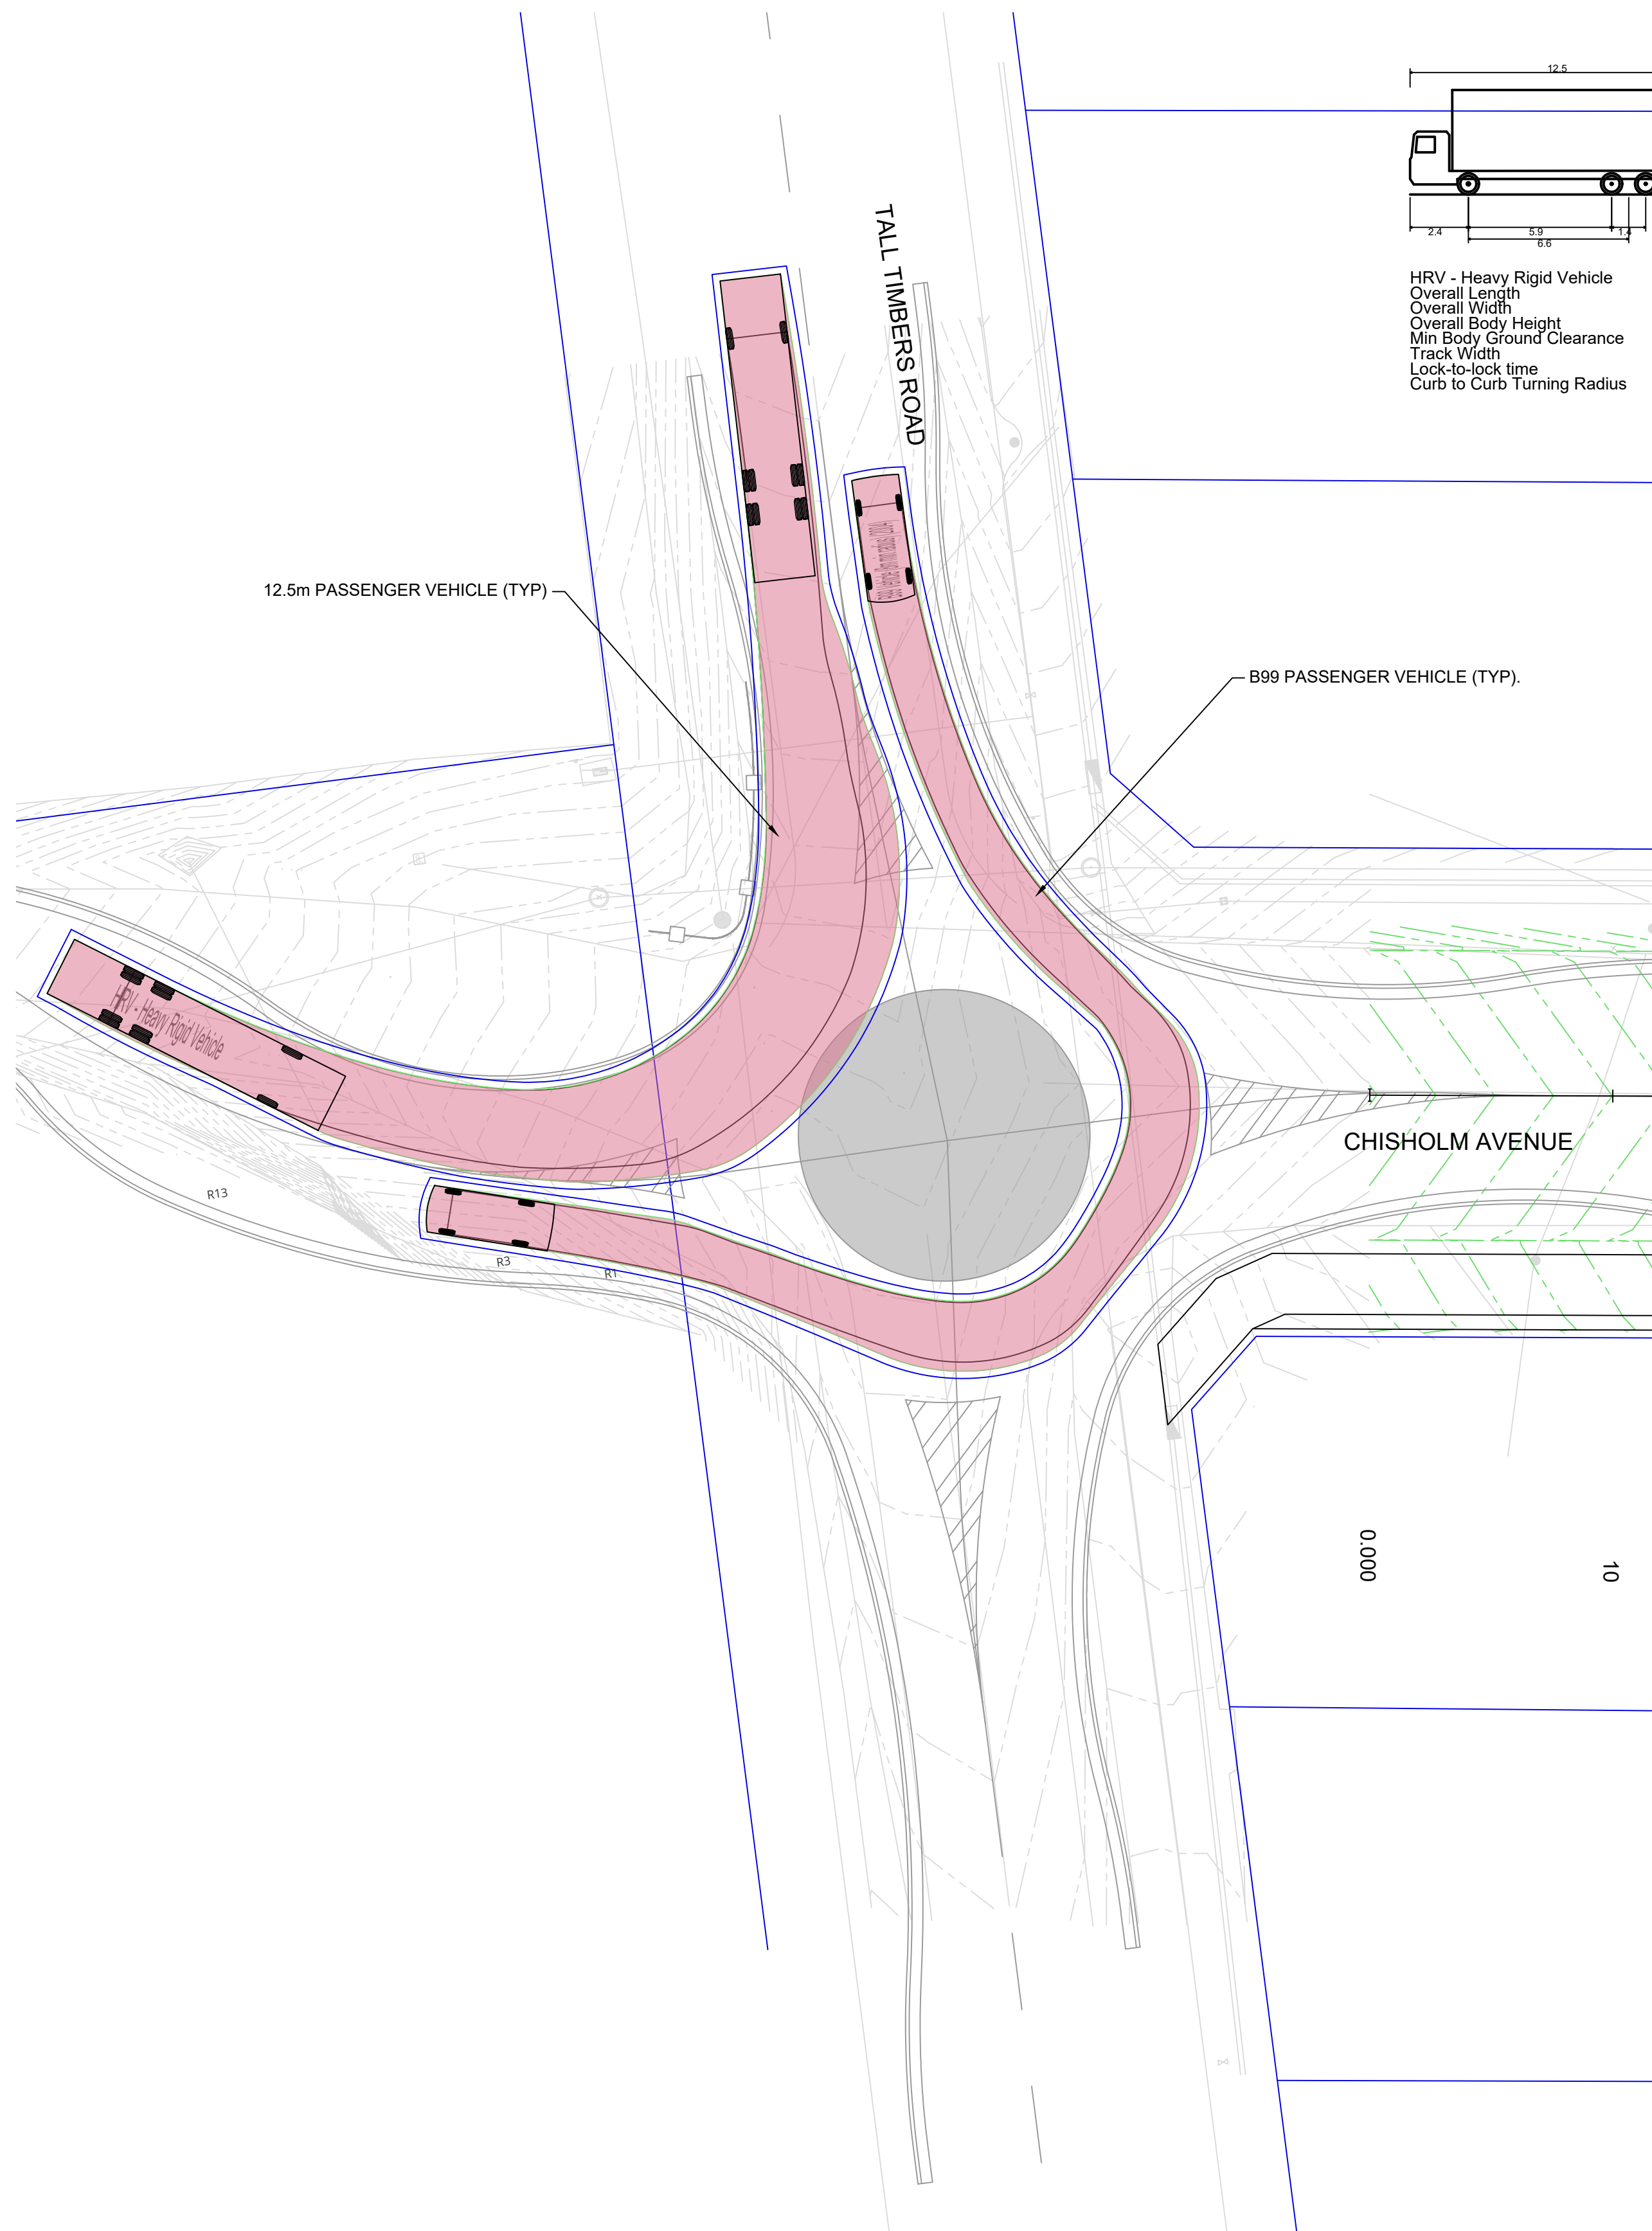 12.5
2.4
5.9
1.4
6.6
HRV - Heavy Rigid Vehicle
Overall Length
Overall Width
Overall Body Height
Min Body Ground Clearance
Track Width
Lock-to-lock time
Curb to Curb Turning Radius
TALL TIMBERS ROAD
12.5m PASSENGER VEHICLE (TYP)
B99 PASSENGER VEHICLE (TYP).
HRV - Heavy Rigid Vehicle
CHISHOLM AVENUE
R13
R3
R1
0.000
10